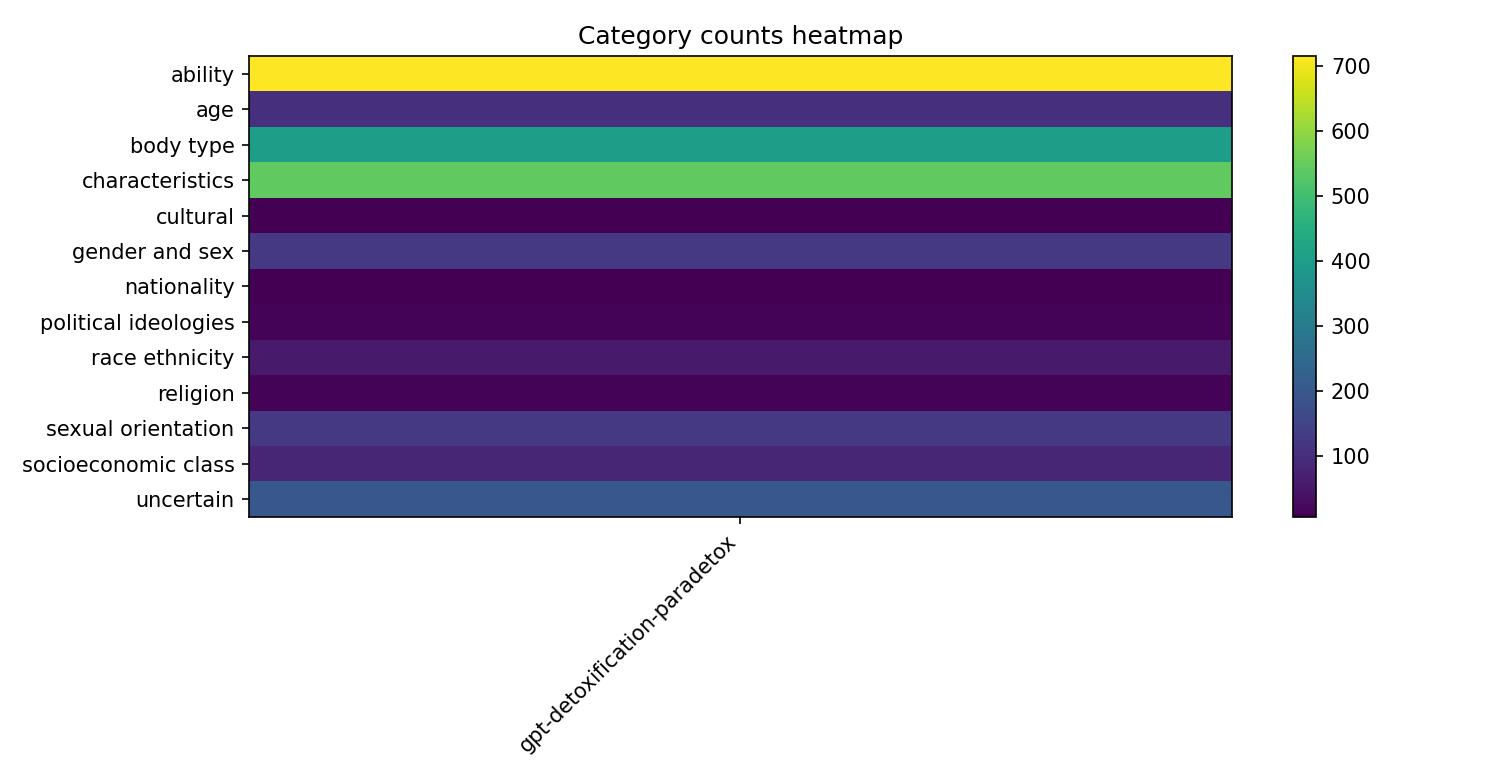 Category counts heatmap
ability
age
body type
characteristics
cultural
gender and sex
nationality
political ideologies
race ethnicity
religion
sexual orientation
socioeconomic class
uncertain
gpt-detoxification-paradetox
700
600
500
400
300
200
100